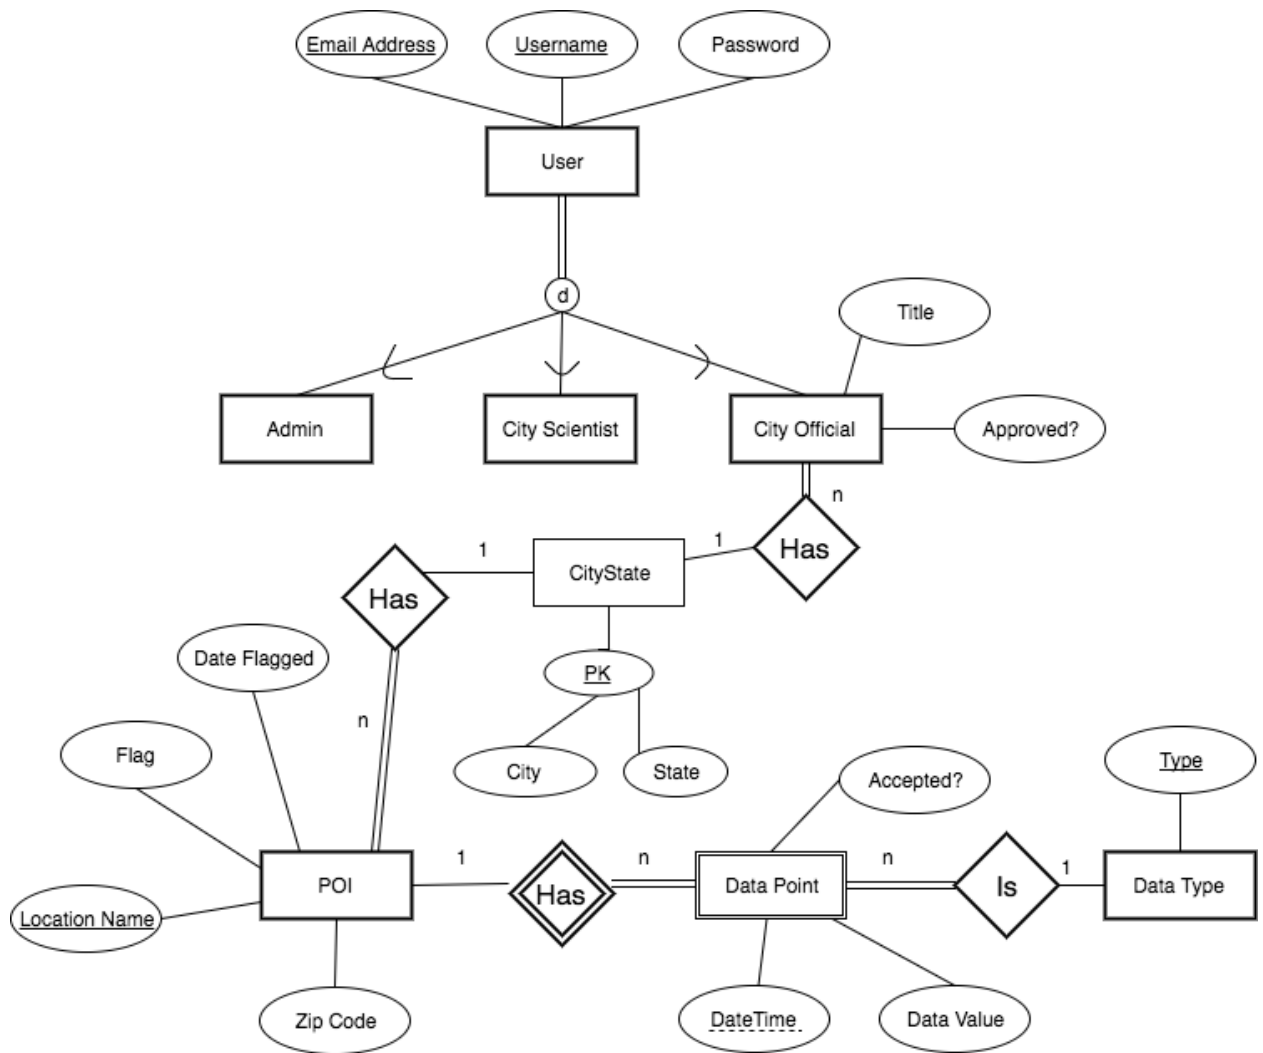 Email Address
Username
Password
User
d
Title
Admin
City Scientist
City Official
Approved?
n
1
1
Has
CityState
Has
Date Flagged
PK
n
Flag
City
State
Accepted?
Type
1
n
n
1
POI
Has
Data Point
Is
Data Type
Location Name
Zip Code
DateTime
Data Value